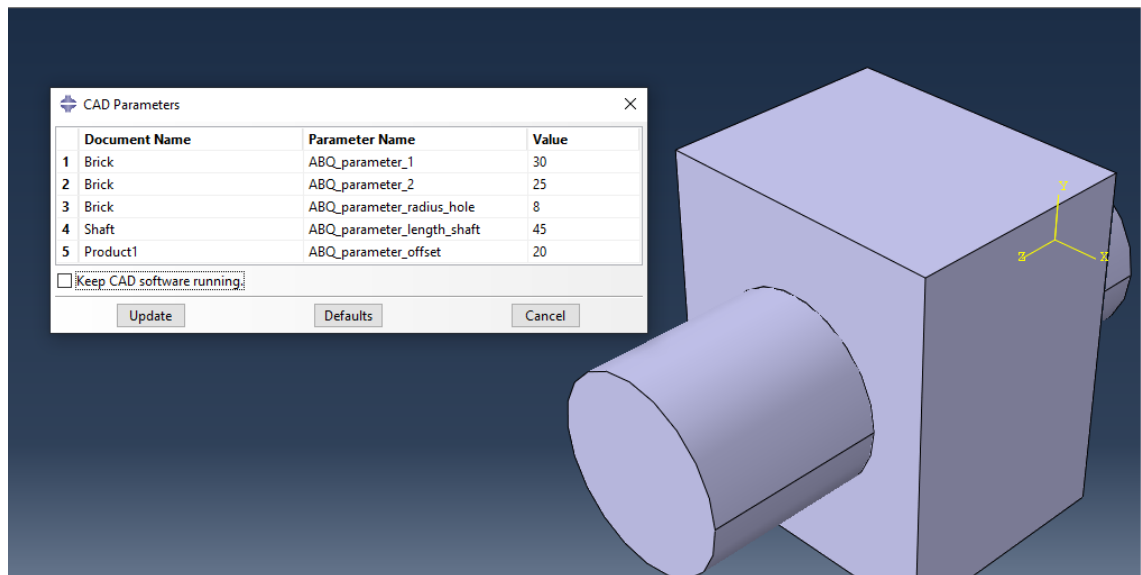 CAD Parameters
Document Name Parameter Name Value
1 Brick ABQ_parameter_1 30
2 Brick ABQ_parameter_2 25
3 Brick ABQ_parameter_radius_hole 8
4 Shaft ABQ_parameter_length_shaft 45
5 Product1 ABQ_parameter_offset 20
Keep CAD software running.
Update Defaults Cancel
Y
Z X